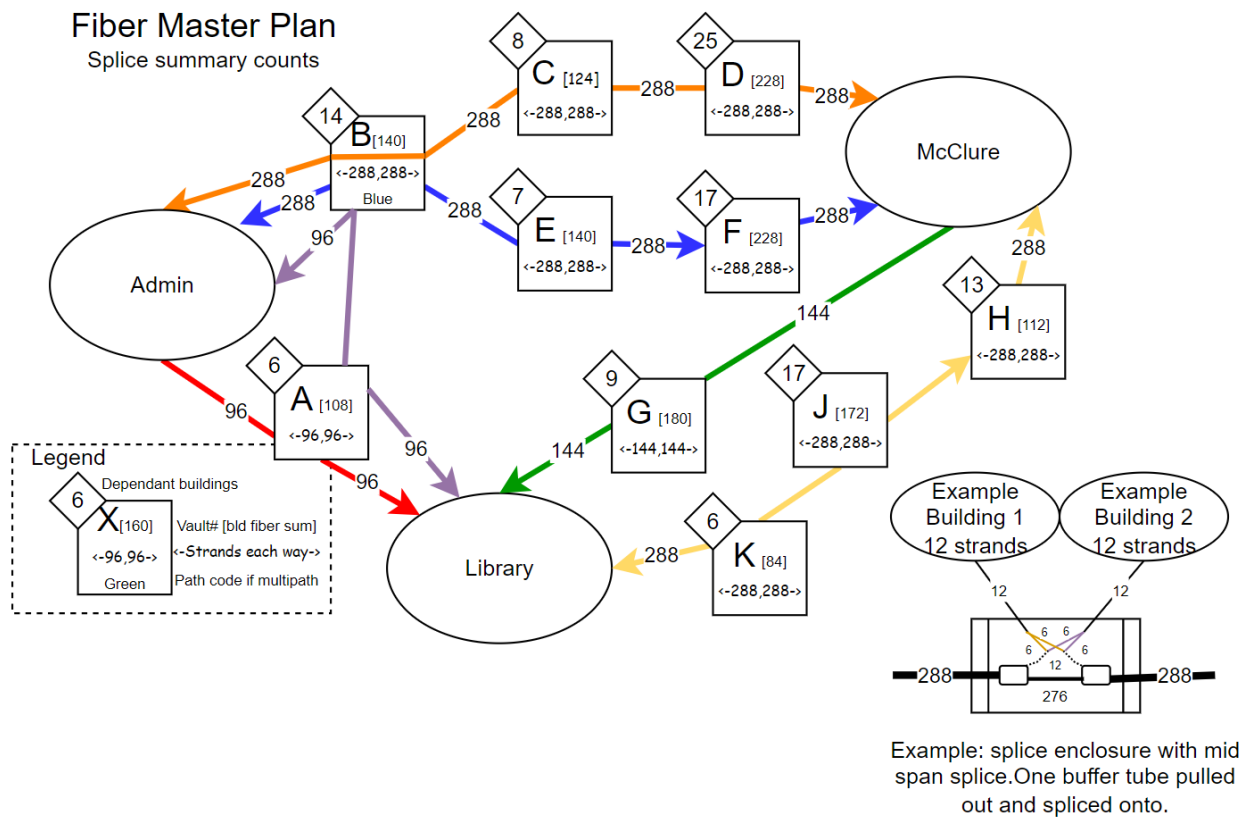 Fiber Master Plan
Splice summary counts
8
C [124]
<-288,288->
25
D [228]
<-288,288->
288
288
288
14
B[140]
<-288,288->
Blue
288
288
96
288
7
E [140]
<-288,288->
288
17
F [228]
<-288,288->
288
McClure
Admin
288
13
H [112]
<-288,288->
144
6
A [108]
<-96,96->
96
96
96
9
G [180]
<-144,144->
144
17
J [172]
<-288,288->
Library
288
6
K [84]
<-288,288->
Legend
6
Dependant buildings
X[160]
<-96,96->
Green
Vault# [bld fiber sum]
<-Strands each way->
Path code if multipath
Example
Building 1
12 strands
Example
Building 2
12 strands
12
12
6
6
6
6
12
288
276
288
Example: splice enclosure with mid
span splice.One buffer tube pulled
out and spliced onto.